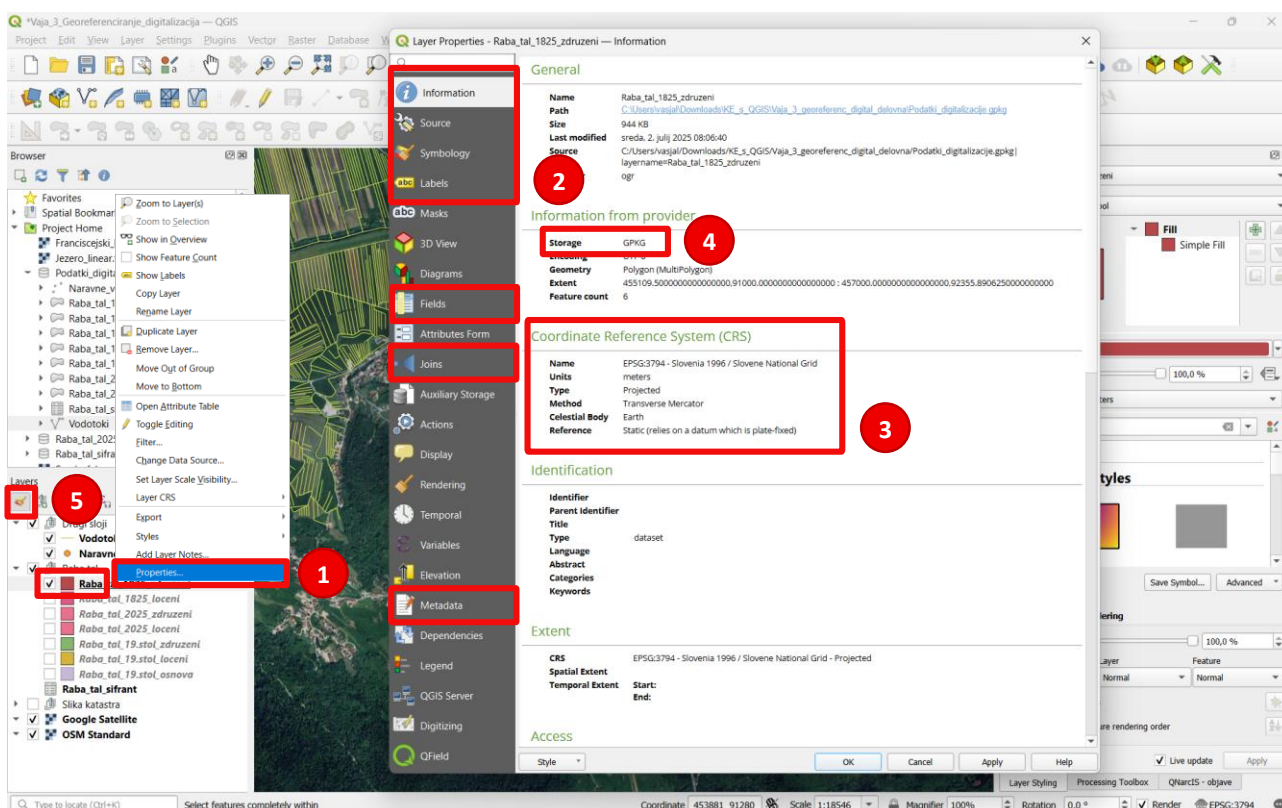 *Vaja_3_Georeferenciranje_digitalizacija — QGIS
Project Edit View Layer Settings Plugins Vector Raster Database
Browser
Favorites
Spatial Bookmar
Project Home
Franciscejski_
Jezero_linear.
Podatki_digita
Naravne_v
Raba_tal_1
Raba_tal_1
Raba_tal_1
Raba_tal_1
Raba_tal_1
Raba_tal_2
Raba_tal_2
Raba_tal_s
Vodotoki
Raba_tal_202
Raba_tal_sifra
Layers
5
Drugi sloji
Vodotol
Naravn
Raba
Raba_tal_1825_loceni
Raba_tal_2025_zdruzeni
Raba_tal_2025_loceni
Raba_tal_19.stol_zdruzeni
Raba_tal_19.stol_loceni
Raba_tal_19.stol_osnova
Raba_tal_sifrant
Slika katastra
Google Satellite
OSM Standard
Zoom to Layer(s)
Zoom to Selection
Show in Overview
Show Feature Count
Show Labels
Copy Layer
Rename Layer
Duplicate Layer
Remove Layer...
Move Out of Group
Move to Bottom
Open Attribute Table
Toggle Editing
Filter...
Change Data Source...
Set Layer Scale Visibility...
Layer CRS
Export
Styles
Add Layer Notes...
Properties...
1
Layer Properties - Raba_tal_1825_zdruzeni — Information
Information
Source
Symbology
abc Labels
abc Masks
3D View
Diagrams
Fields
Attributes Form
Joins
Auxiliary Storage
Actions
Display
Rendering
Temporal
Variables
Elevation
Metadata
Dependencies
Legend
QGIS Server
Digitizing
QField
2
General
Name Raba_tal_1825_zdruzeni
Path C:\Users\vasjal\Downloads\KE_s_QGIS\Vaja_3_georeferenc_digital_delovna\Podatki_digitalizacije.gpkg
Size 944 KB
Last modified sreda, 2. julij 2025 08:06:40
Source C:/Users/vasjal/Downloads/KE_s_QGIS/Vaja_3_georeferenc_digital_delovna/Podatki_digitalizacije.gpkg|
layername=Raba_tal_1825_zdruzeni
ogr
Information from provider
4
Storage GPKG
Encoding UTF-8
Geometry Polygon (MultiPolygon)
Extent 455109.5000000000000000,91000.0000000000000000 : 457000.0000000000000000,92355.8906250000000000
Feature count 6
Coordinate Reference System (CRS)
Name EPSG:3794 - Slovenia 1996 / Slovene National Grid
Units meters
Type Projected
Method Transverse Mercator
Celestial Body Earth
Reference Static (relies on a datum which is plate-fixed)
3
Identification
Identifier
Parent Identifier
Title
Type dataset
Language
Abstract
Categories
Keywords
Extent
CRS EPSG:3794 - Slovenia 1996 / Slovene National Grid - Projected
Spatial Extent
Temporal Extent Start:
End:
Access
Style OK Cancel Apply Help
Fill
Simple Fill
100,0 %
tyles
Save Symbol... Advanced
ering
100,0 %
Layer Feature
Normal Normal
ure rendering order
Live update Apply
Layer Styling Processing Toolbox QNarcIS - objave
Type to locate (Ctrl+K) Select features completely within Coordinate 453881 91280 Scale 1:18546 Magnifier 100% Rotation 0.0 ° Render EPSG:3794